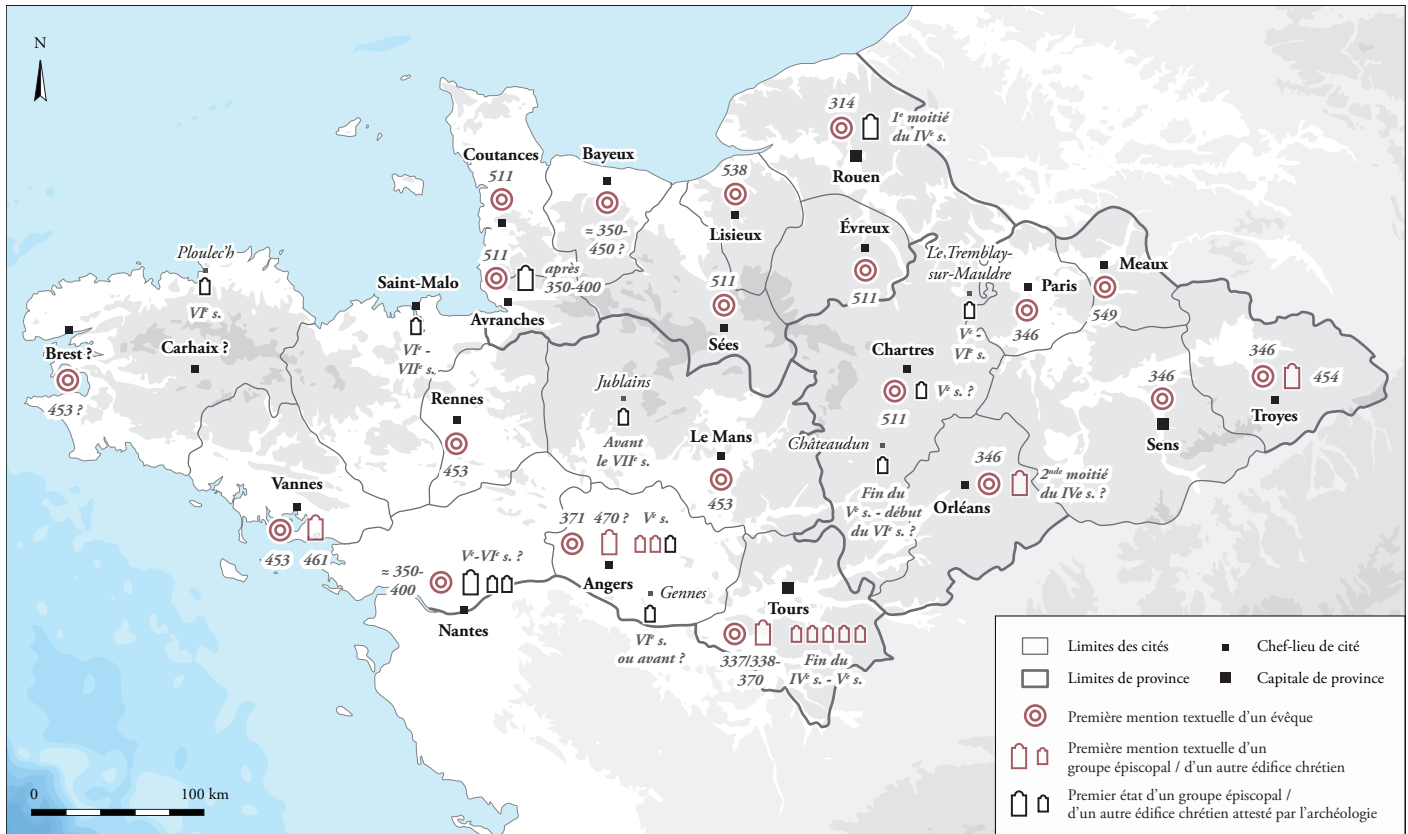 N
314
1e moitié
du IVe s.
Rouen
Coutances
511
Bayeux
≈ 350-
450 ?
538
Lisieux
Évreux
511
Le Tremblay-
sur-Mauldre
Ve -
VIe s.
Paris
346
Meaux
549
Ploulec'h
VIe s.
Saint-Malo
VIe -
VIIe s.
511
après
350-400
Avranches
511
Sées
Brest ?
453 ?
Carhaix ?
Rennes
453
Jublains
Avant
le VIIe s.
Le Mans
453
Chartres
Ve s. ?
511
Châteaudun
Fin du
Ve s. - début
du VIe s. ?
346
Sens
346
454
Troyes
346
2nde moitié
du IVe s. ?
Orléans
Vannes
453 461
≈ 350-
400
Ve-VIe s. ?
Nantes
371 470 ? Ve s.
Angers
Gennes
VIe s.
ou avant ?
Tours
337/338-
370
Fin du
IVe s. - Ve s.
0 100 km
Limites des cités
Chef-lieu de cité
Limites de province
Capitale de province
Première mention textuelle d'un évêque
Première mention textuelle d'un
groupe épiscopal / d'un autre édifice chrétien
Premier état d'un groupe épiscopal /
d'un autre édifice chrétien attesté par l'archéologie